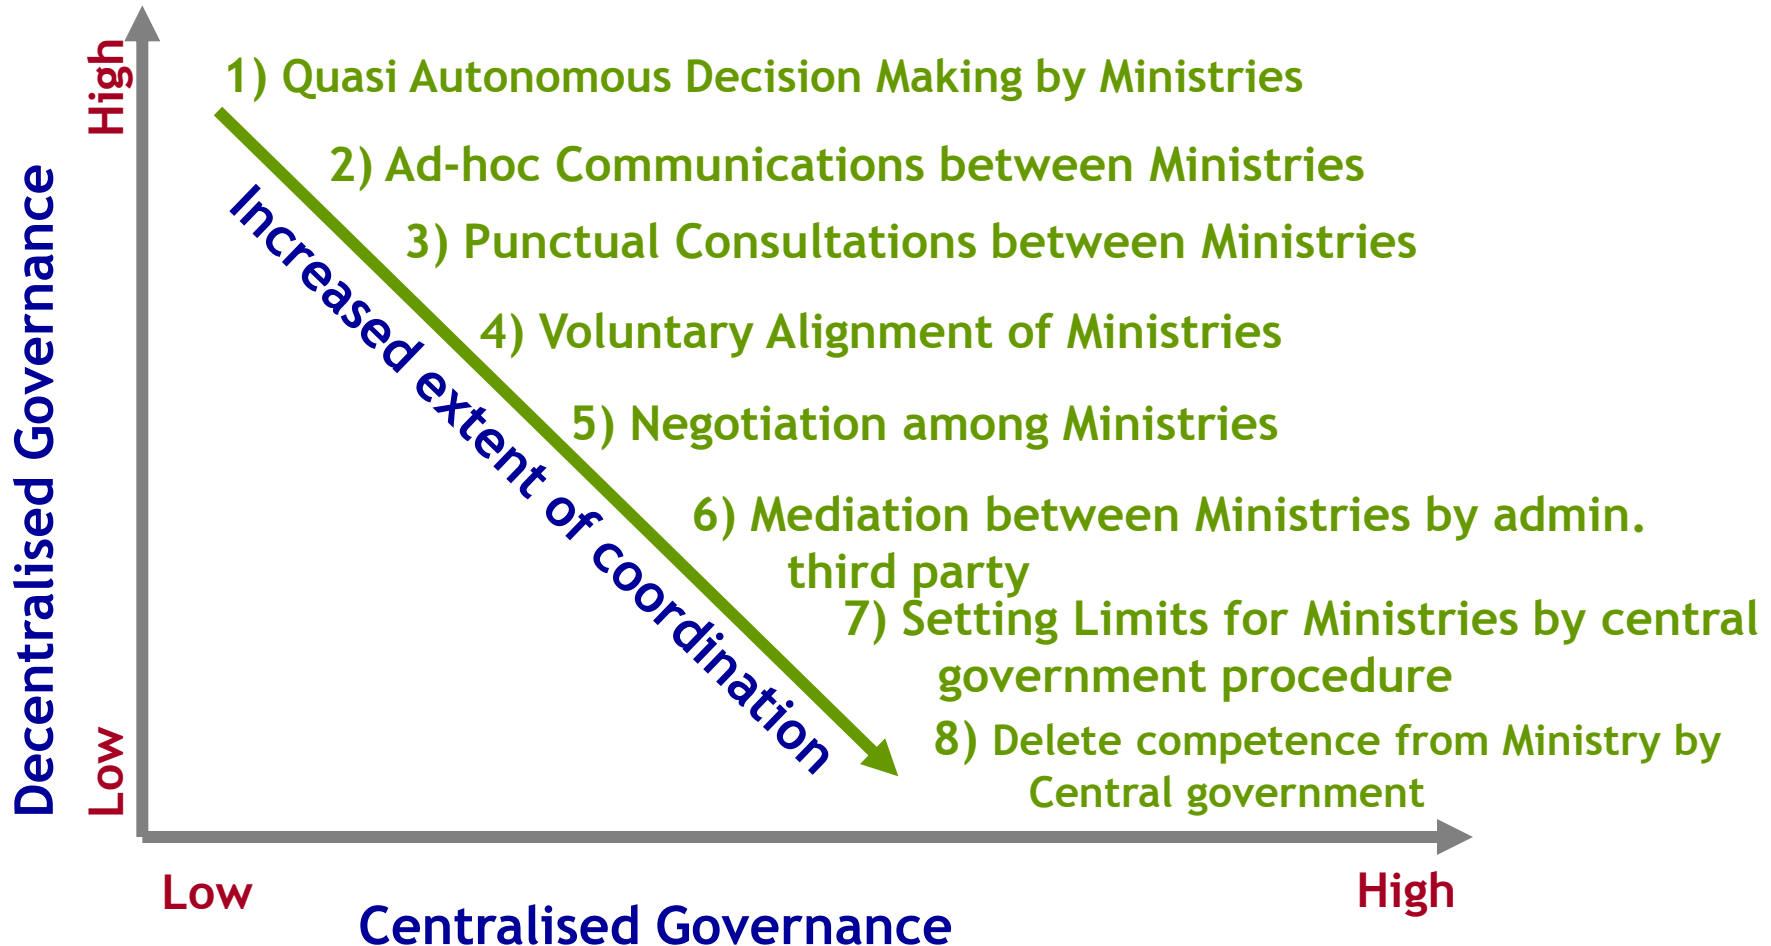 High
1) Quasi Autonomous Decision Making by Ministries
2) Ad-hoc Communications between Ministries
3) Punctual Consultations between Ministries
4) Voluntary Alignment of Ministries
5) Negotiation among Ministries
6) Mediation between Ministries by admin.
third party
7) Setting Limits for Ministries by central
government procedure
8) Delete competence from Ministry by
Central government
Increased extent of coordination
Decentralised Governance
Low
Low
High
Centralised Governance